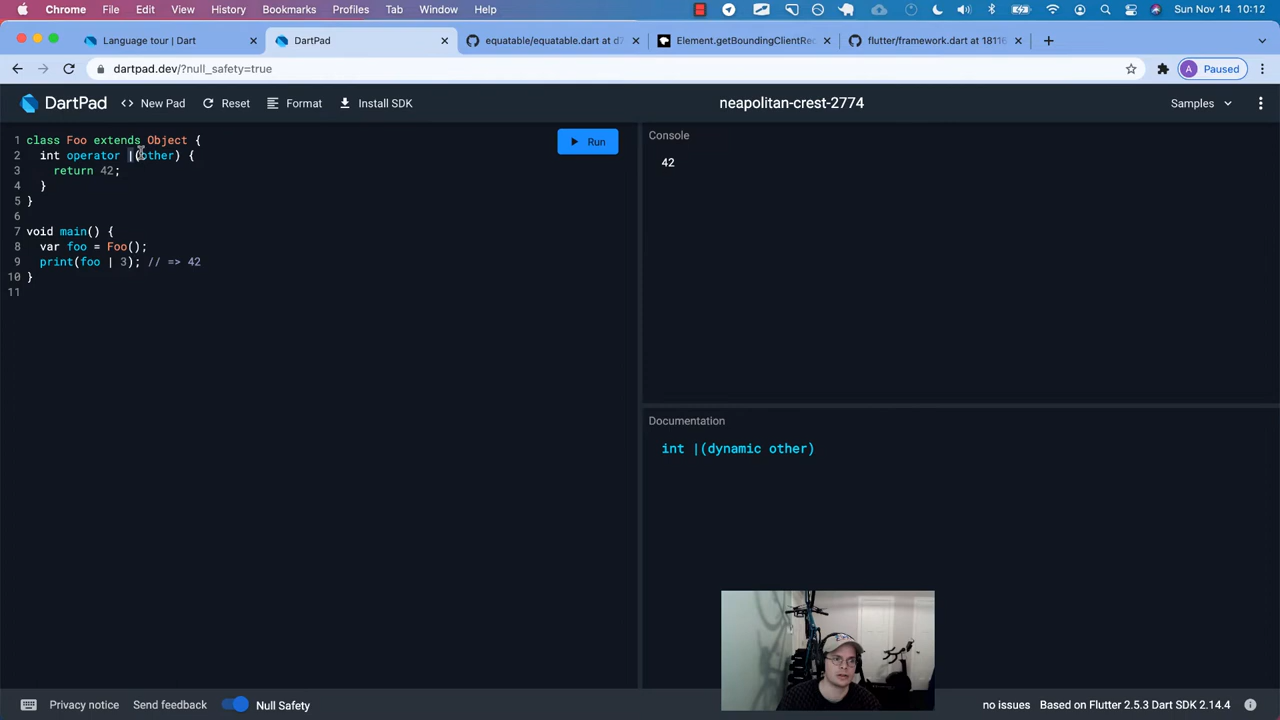 Chrome File Edit View History Bookmarks Profiles Tab Window Help Sun Nov 14 10:12
Language tour | Dart DartPad equatable/equatable.dart at d7 Element.getBoundingClientRec flutter/framework.dart at 18116
dartpad.dev/?null_safety=true A Paused
DartPad New Pad Reset Format Install SDK neapolitan-crest-2774 Samples
1 class Foo extends Object {
2 int operator |(other) {
3 return 42;
4 }
5 }
6
7 void main() {
8 var foo = Foo();
9 print(foo | 3); // => 42
10 }
11
Run
Console
42
Documentation
int |(dynamic other)
Privacy notice Send feedback Null Safety no issues Based on Flutter 2.5.3 Dart SDK 2.14.4